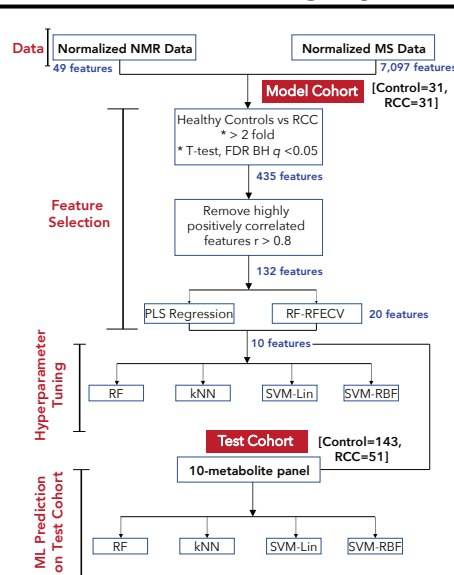 Data
Normalized NMR Data
Normalized MS Data
49 features
7,097 features
Model Cohort
[Control=31,
RCC=31]
Healthy Controls vs RCC
* > 2 fold
* T-test, FDR BH q <0.05
435 features
Feature
Selection
Remove highly
positively correlated
features r > 0.8
132 features
PLS Regression
RF-RFECV
20 features
10 features
Hyperparameter
Tuning
RF
kNN
SVM-Lin
SVM-RBF
Test Cohort
[Control=143,
RCC=51]
10-metabolite panel
ML Prediction
on Test Cohort
RF
kNN
SVM-Lin
SVM-RBF